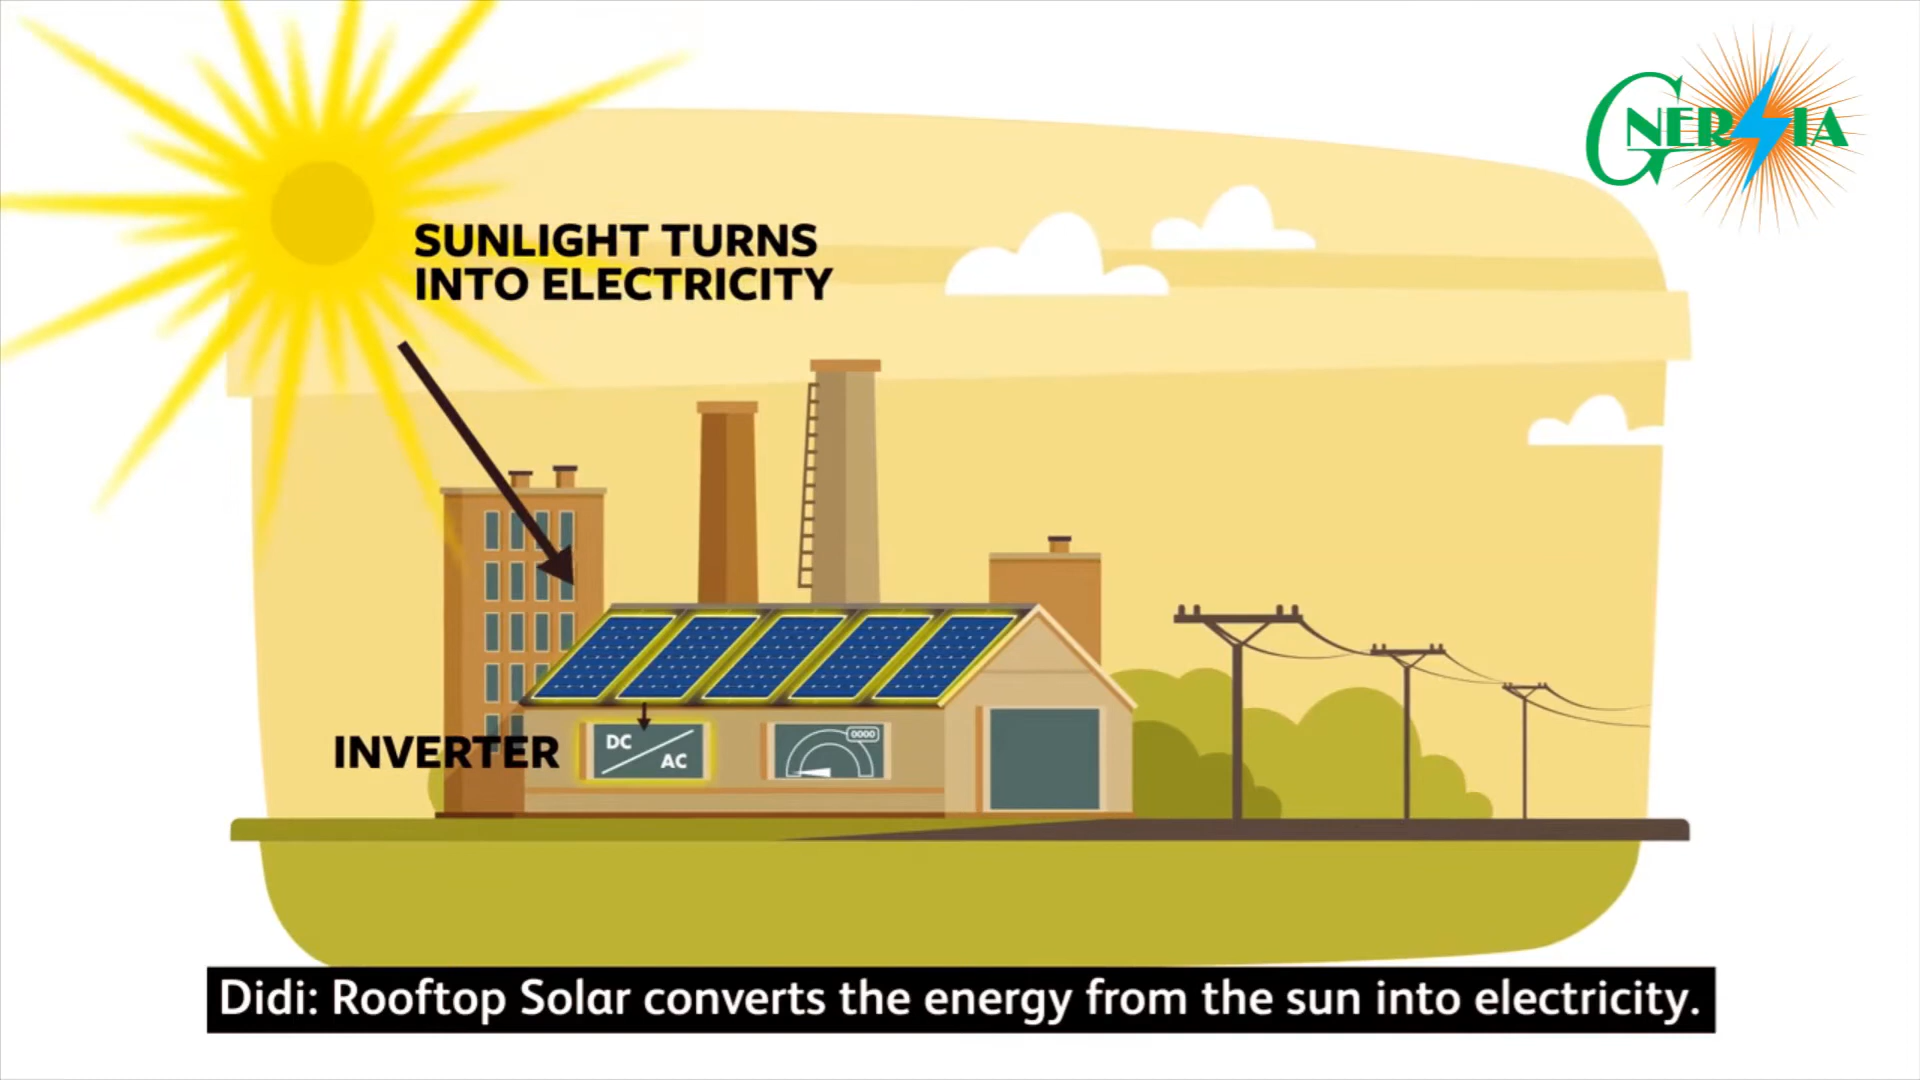 GNERSIA
SUNLIGHT TURNS
INTO ELECTRICITY
INVERTER
DC
AC
0000
Didi: Rooftop Solar converts the energy from the sun into electricity.